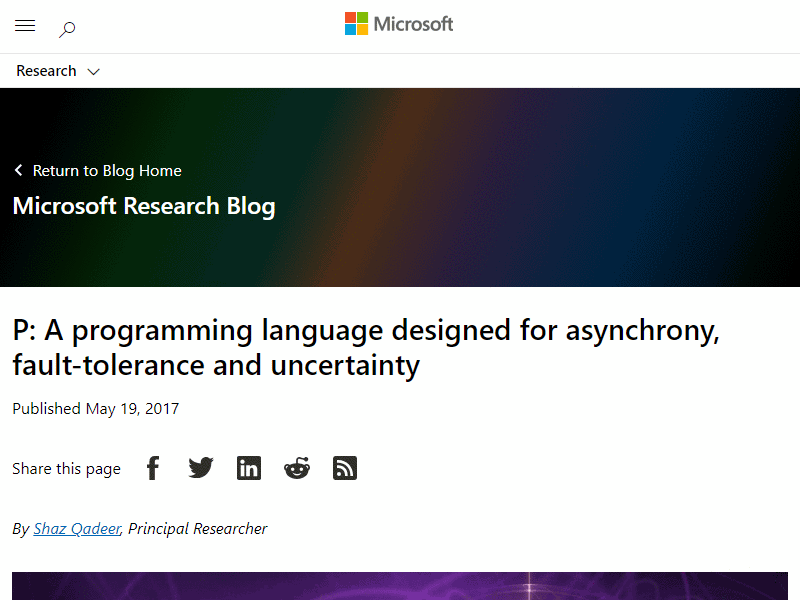 Microsoft
Research
Return to Blog Home
Microsoft Research Blog
P: A programming language designed for asynchrony,
fault-tolerance and uncertainty
Published May 19, 2017
Share this page
By Shaz Qadeer, Principal Researcher